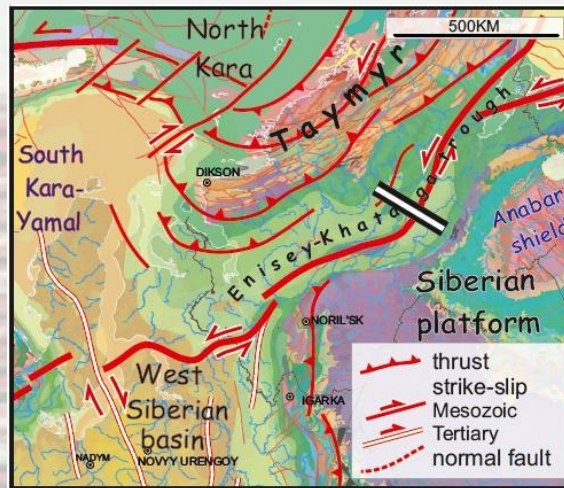 North
Kara
500KM
Taymyr
South
Kara-
Yamal
DIKSON
Enisey-Khatanga trough
Anabar
shield
Siberian
platform
NORIL'SK
IGARKA
West
Siberian
basin
NADYM
NOVYY URENGOY
thrust
strike-slip
Mesozoic
Tertiary
normal fault